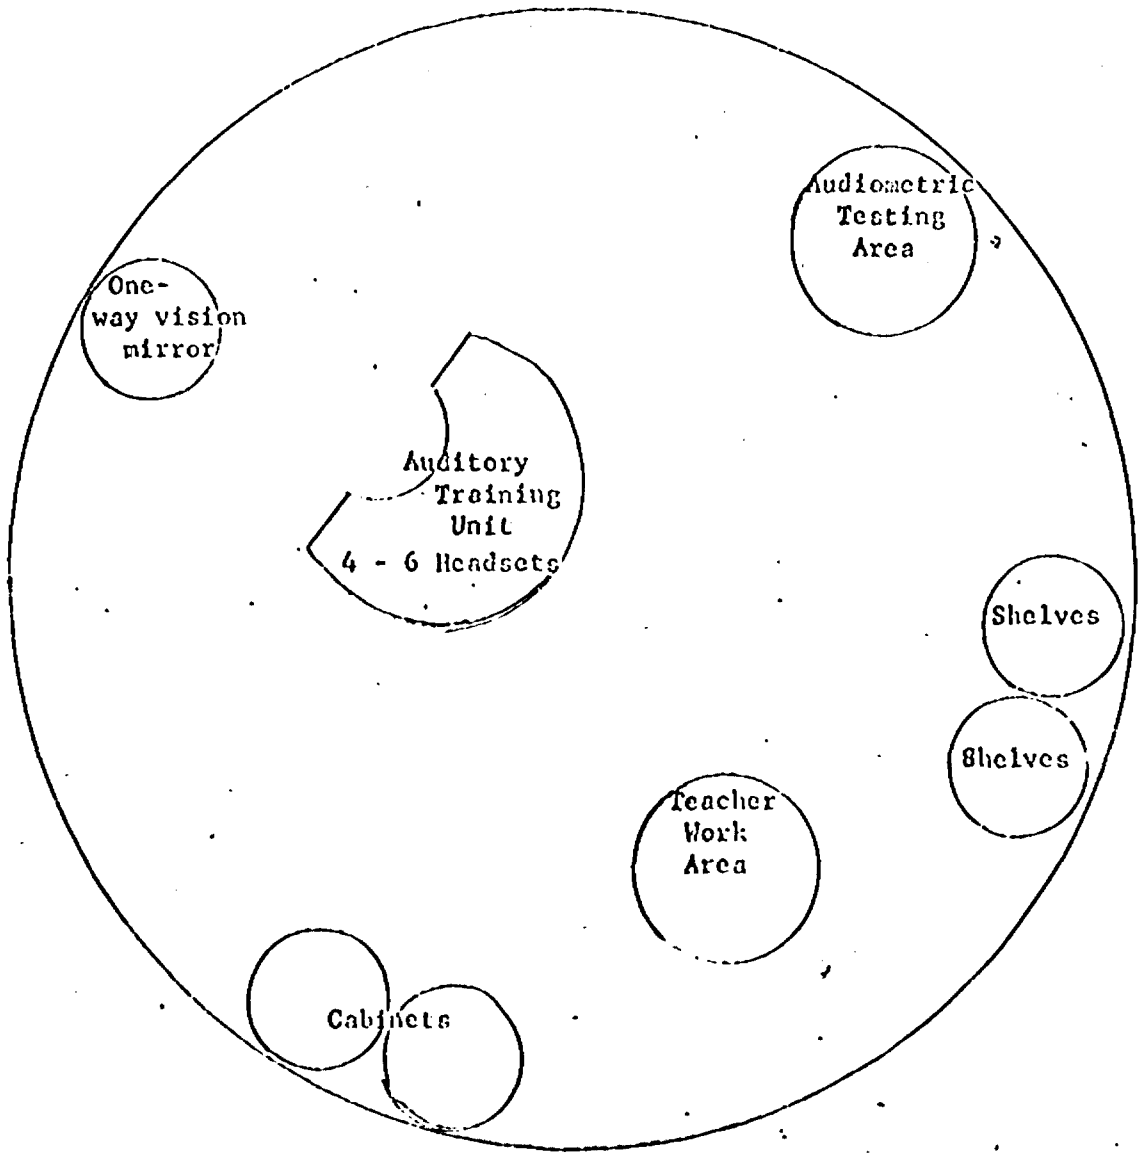 Audiometric
Testing
Area
One-
way vision
mirror
Auditory
Training
Unit
4 - 6 Headsets
Shelves
Shelves
Teacher
Work
Area
Cabinets